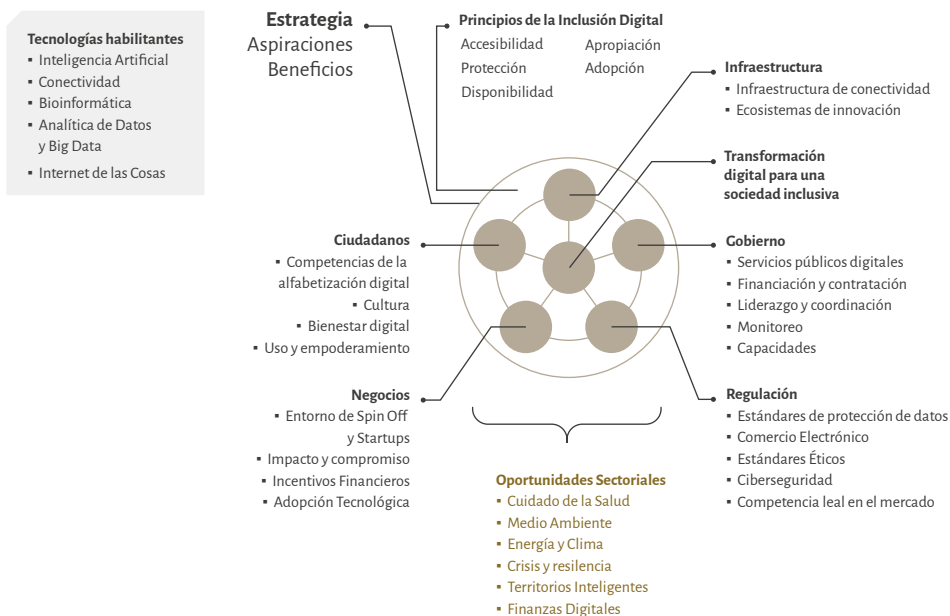 Tecnologías habilitantes
▪ Inteligencia Artificial
▪ Conectividad
▪ Bioinformática
▪ Analítica de Datos
y Big Data
▪ Internet de las Cosas
Estrategia
Aspiraciones
Beneficios
Principios de la Inclusión Digital
Accesibilidad
Protección
Disponibilidad
Apropiación
Adopción
Infraestructura
▪ Infraestructura de conectividad
▪ Ecosistemas de innovación
Transformación
digital para una
sociedad inclusiva
Ciudadanos
▪ Competencias de la
alfabetización digital
▪ Cultura
▪ Bienestar digital
▪ Uso y empoderamiento
Gobierno
▪ Servicios públicos digitales
▪ Financiación y contratación
▪ Liderazgo y coordinación
▪ Monitoreo
▪ Capacidades
Negocios
▪ Entorno de Spin Off
y Startups
▪ Impacto y compromiso
▪ Incentivos Financieros
▪ Adopción Tecnológica
Regulación
▪ Estándares de protección de datos
▪ Comercio Electrónico
▪ Estándares Éticos
▪ Ciberseguridad
▪ Competencia leal en el mercado
Oportunidades Sectoriales
▪ Cuidado de la Salud
▪ Medio Ambiente
▪ Energía y Clima
▪ Crisis y resilencia
▪ Territorios Inteligentes
▪ Finanzas Digitales